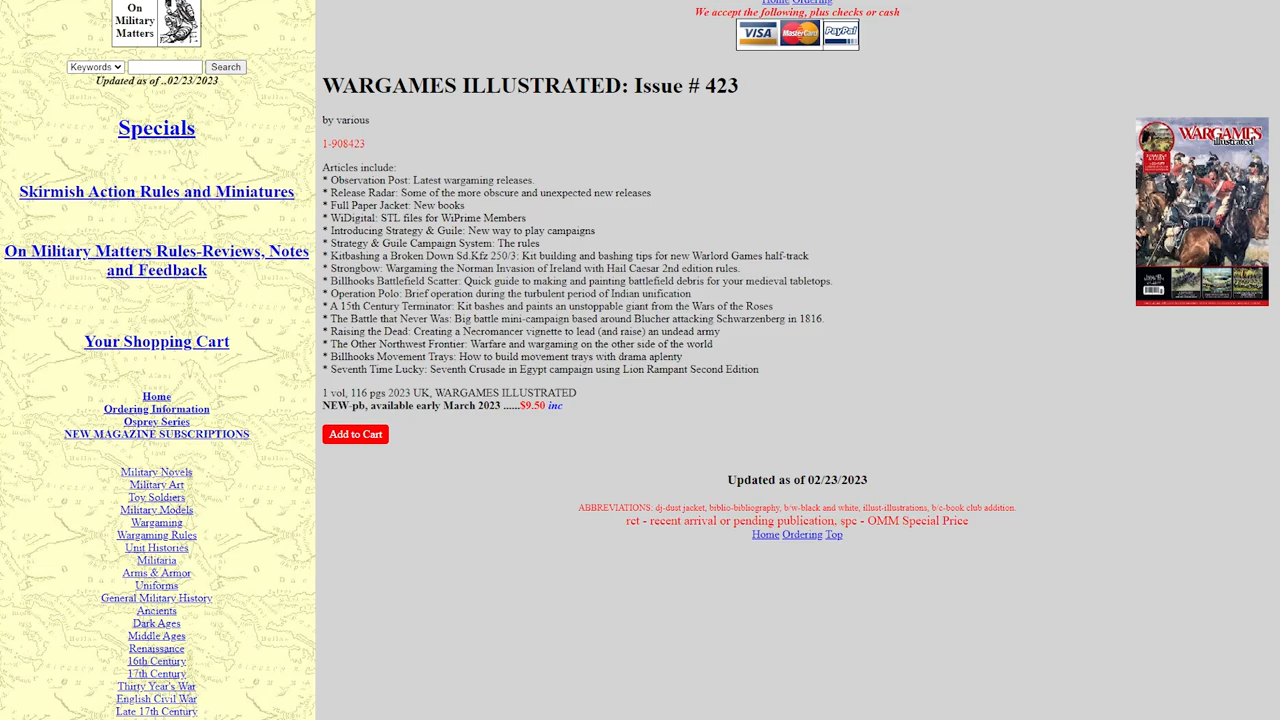 On
Military
Matters
Keywords
Search
Updated as of ..02/23/2023
Specials
Skirmish Action Rules and Miniatures
On Military Matters Rules-Reviews, Notes
and Feedback
Your Shopping Cart
Home
Ordering Information
Osprey Series
NEW MAGAZINE SUBSCRIPTIONS
Military Novels
Military Art
Toy Soldiers
Military Models
Wargaming
Wargaming Rules
Unit Histories
Militaria
Arms & Armor
Uniforms
General Military History
Ancients
Dark Ages
Middle Ages
Renaissance
16th Century
17th Century
Thirty Year's War
English Civil War
Late 17th Century
Home Ordering
We accept the following, plus checks or cash
VISA MasterCard PayPal
WARGAMES ILLUSTRATED: Issue # 423
by various
1-908423
Articles include:
* Observation Post: Latest wargaming releases.
* Release Radar: Some of the more obscure and unexpected new releases
* Full Paper Jacket: New books
* WiDigital: STL files for WiPrime Members
* Introducing Strategy & Guile: New way to play campaigns
* Strategy & Guile Campaign System: The rules
* Kitbashing a Broken Down Sd.Kfz 250/3: Kit building and bashing tips for new Warlord Games half-track
* Strongbow: Wargaming the Norman Invasion of Ireland with Hail Caesar 2nd edition rules.
* Billhooks Battlefield Scatter: Quick guide to making and painting battlefield debris for your medieval tabletops.
* Operation Polo: Brief operation during the turbulent period of Indian unification
* A 15th Century Terminator: Kit bashes and paints an unstoppable giant from the Wars of the Roses
* The Battle that Never Was: Big battle mini-campaign based around Blucher attacking Schwarzenberg in 1816.
* Raising the Dead: Creating a Necromancer vignette to lead (and raise) an undead army
* The Other Northwest Frontier: Warfare and wargaming on the other side of the world
* Billhooks Movement Trays: How to build movement trays with drama aplenty
* Seventh Time Lucky: Seventh Crusade in Egypt campaign using Lion Rampant Second Edition
1 vol, 116 pgs 2023 UK, WARGAMES ILLUSTRATED
NEW-pb, available early March 2023 ......$9.50 inc
Add to Cart
WARGAMES
illustrated
Updated as of 02/23/2023
ABBREVIATIONS: dj-dust jacket, biblio-bibliography, b/w-black and white, illust-illustrations, b/c-book club addition.
rct - recent arrival or pending publication, spc - OMM Special Price
Home Ordering Top